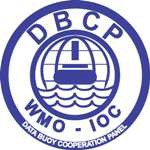 DBCP
WMO - IOC
DATA BUOY COOPERATION PANEL